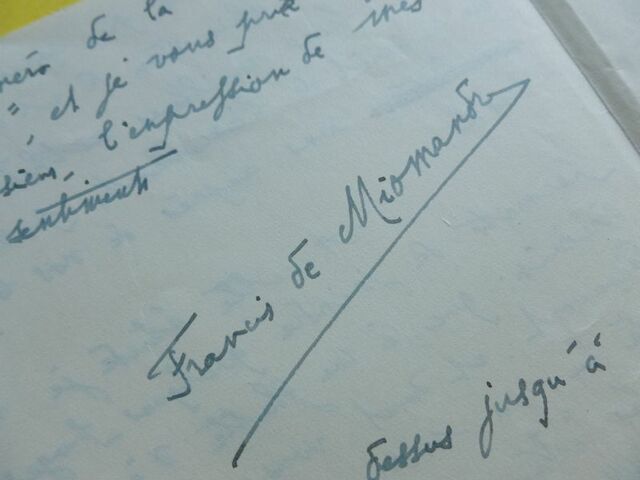 de la
", et je vous prie
l'expression de mes
sentiments
Francis de Miomandre
dessus jusqu'à